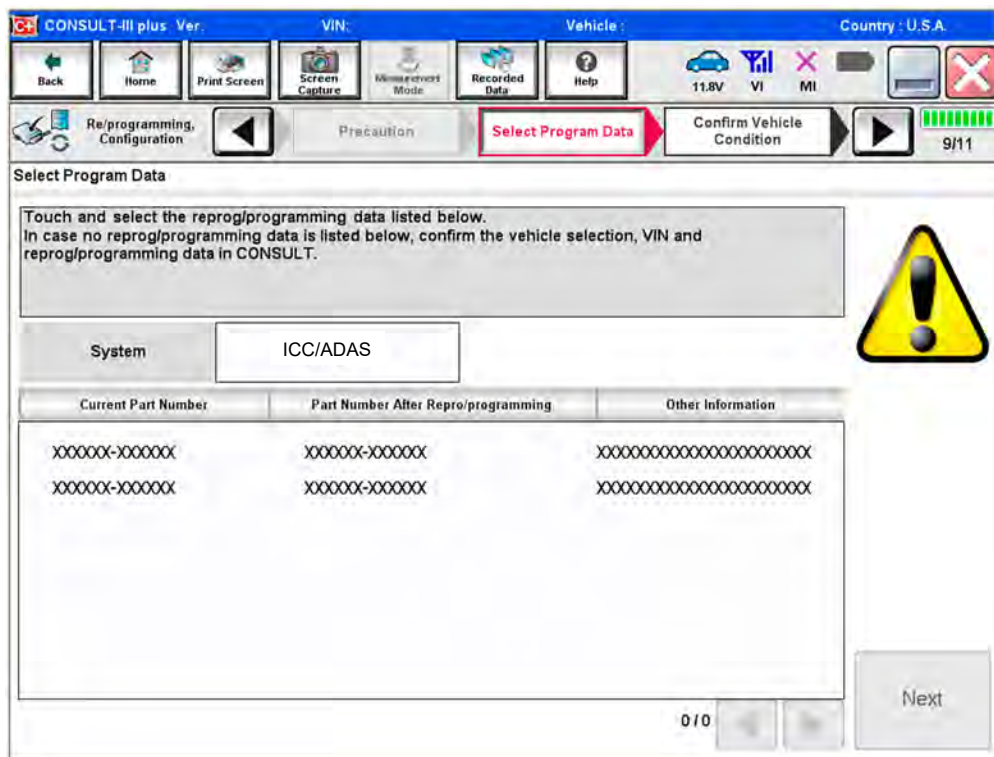 CONSULT-III plus Ver. VIN: Vehicle : Country : U.S.A.
Back Home Print Screen Screen Capture Measurement Mode Recorded Data Help 11.8V VI MI
Re/programming, Configuration Precaution Select Program Data Confirm Vehicle Condition 9/11
Select Program Data
Touch and select the reprog/programming data listed below.
In case no reprog/programming data is listed below, confirm the vehicle selection, VIN and
reprog/programming data in CONSULT.
System ICC/ADAS
Current Part Number Part Number After Repro/programming Other Information
XXXXXX-XXXXXX XXXXXX-XXXXXX XXXXXXXXXXXXXXXXXXXXXXX
XXXXXX-XXXXXX XXXXXX-XXXXXX XXXXXXXXXXXXXXXXXXXXXXX
Next
0/0